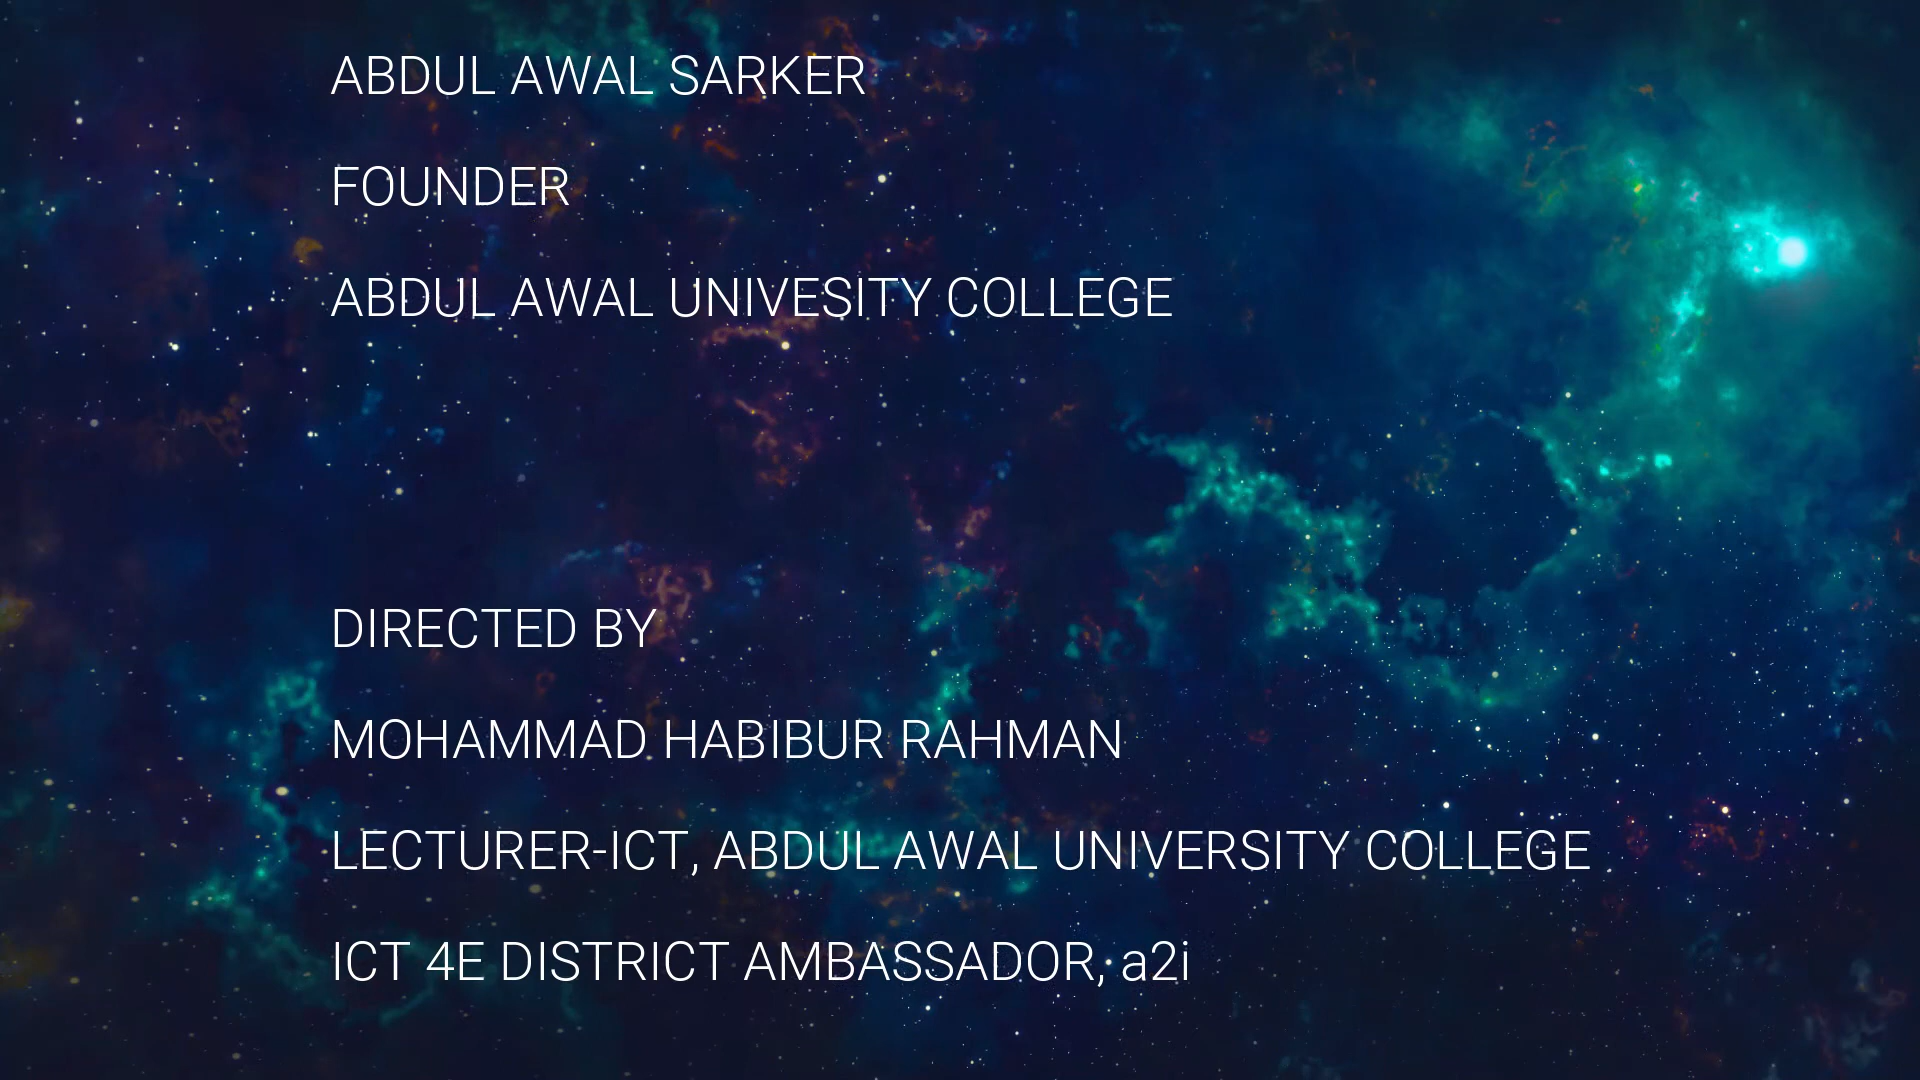 ABDUL AWAL SARKER
FOUNDER
ABDUL AWAL UNIVESITY COLLEGE
DIRECTED BY
MOHAMMAD HABIBUR RAHMAN
LECTURER-ICT, ABDUL AWAL UNIVERSITY COLLEGE
ICT 4E DISTRICT AMBASSADOR, a2i